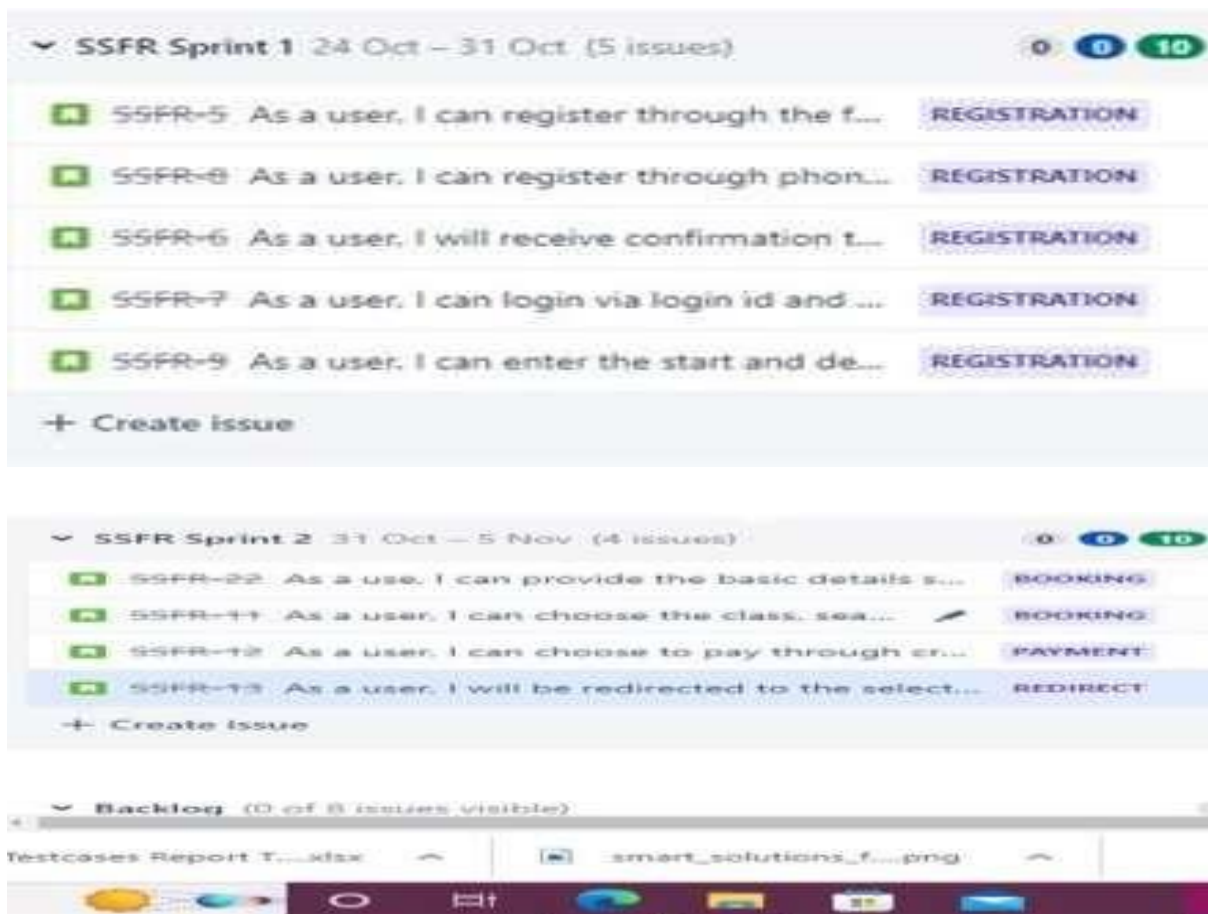 SSFR Sprint 1 24 Oct – 31 Oct (5 issues) 0 0 10
SSFR-5 As a user, I can register through the f... REGISTRATION
SSFR-8 As a user, I can register through phon... REGISTRATION
SSFR-6 As a user, I will receive confirmation t... REGISTRATION
SSFR-7 As a user, I can login via login id and ... REGISTRATION
SSFR-9 As a user, I can enter the start and de... REGISTRATION
+ Create issue
SSFR Sprint 2 31 Oct – 5 Nov (4 issues) 0 0 10
SSFR-22 As a use, I can provide the basic details s... BOOKING
SSFR-11 As a user, I can choose the class, sea... BOOKING
SSFR-12 As a user, I can choose to pay through cr... PAYMENT
SSFR-13 As a user, I will be redirected to the select... REDIRECT
+ Create issue
Backlog (0 of 8 issues visible)
Testcases Report T....xlsx smart_solutions_f....png